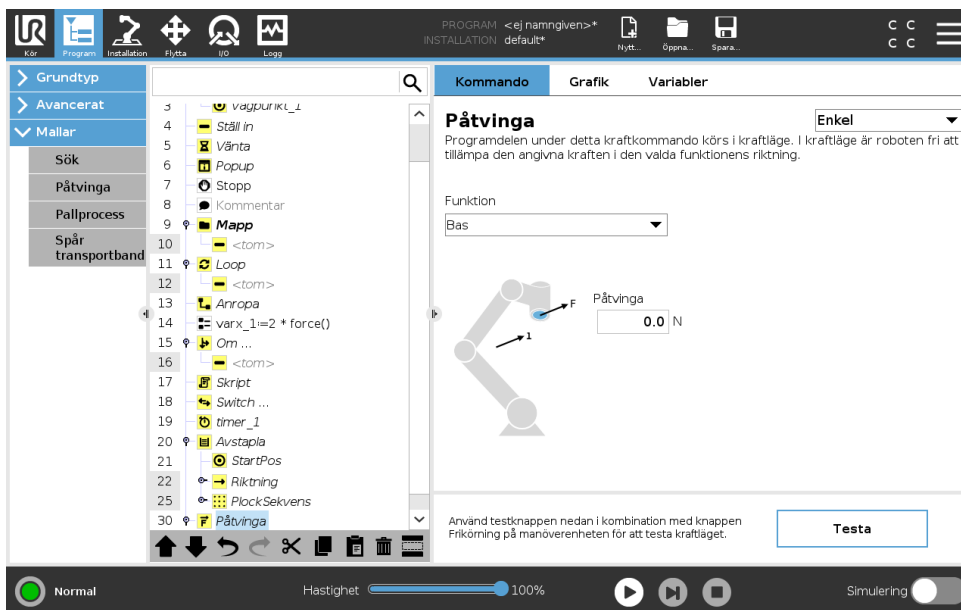 UR
PROGRAM <ej namngiven>*
INSTALLATION default*
C C
C C
Kör Program Installation Flytta I/O Logg Nytt... Öppna... Spara...
Grundtyp
Avancerat
Mallar
Sök
Påtvinga
Pallprocess
Spår
transportband
3 Vägpunkt_1
4 Ställ in
5 Vänta
6 Popup
7 Stopp
8 Kommentar
9 Mapp
10 <tom>
11 Loop
12 <tom>
13 Anropa
14 varx_1:=2 * force()
15 Om ...
16 <tom>
17 Skript
18 Switch ...
19 timer_1
20 Avstapla
21 StartPos
22 Riktning
25 PlockSekvens
30 Påtvinga
Kommando Grafik Variabler
Påtvinga
Enkel
Programdelen under detta kraftkommando körs i kraftläge. I kraftläge är roboten fri att
tillämpa den angivna kraften i den valda funktionens riktning.
Funktion
Bas
F
1
Påtvinga
0.0 N
Använd testknappen nedan i kombination med knappen
Frikörning på manöverenheten för att testa kraftläget.
Testa
Normal
Hastighet 100%
Simulering